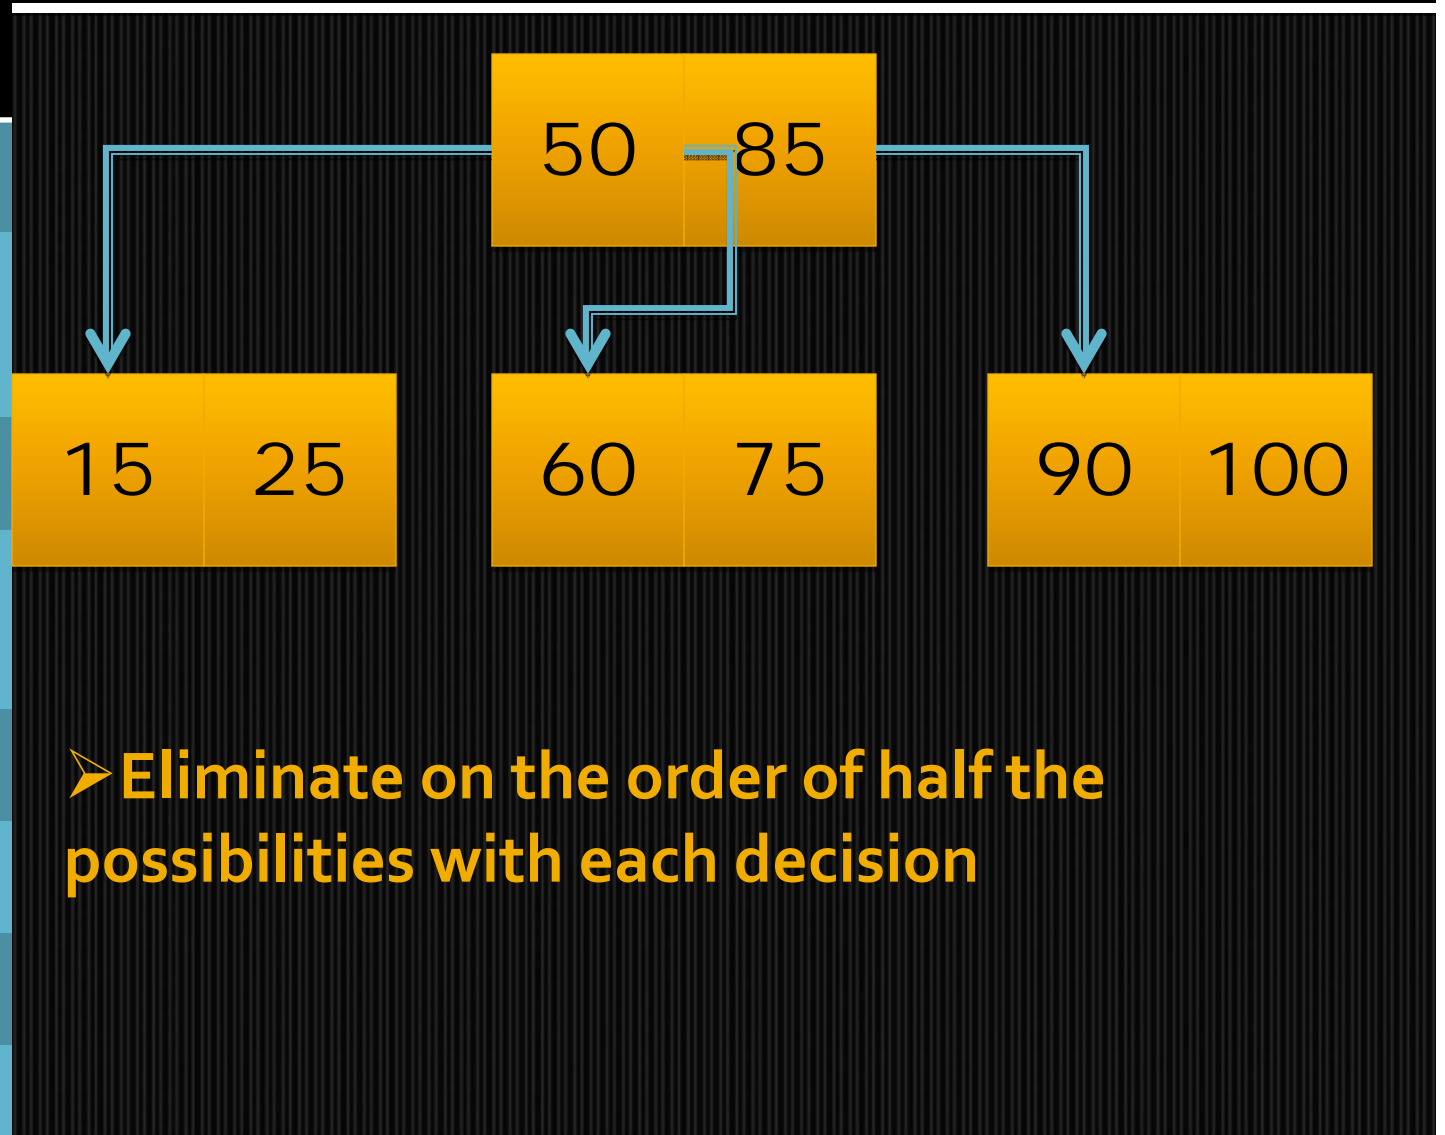 50 85
15 25 60 75 90 100
➢Eliminate on the order of half the
possibilities with each decision